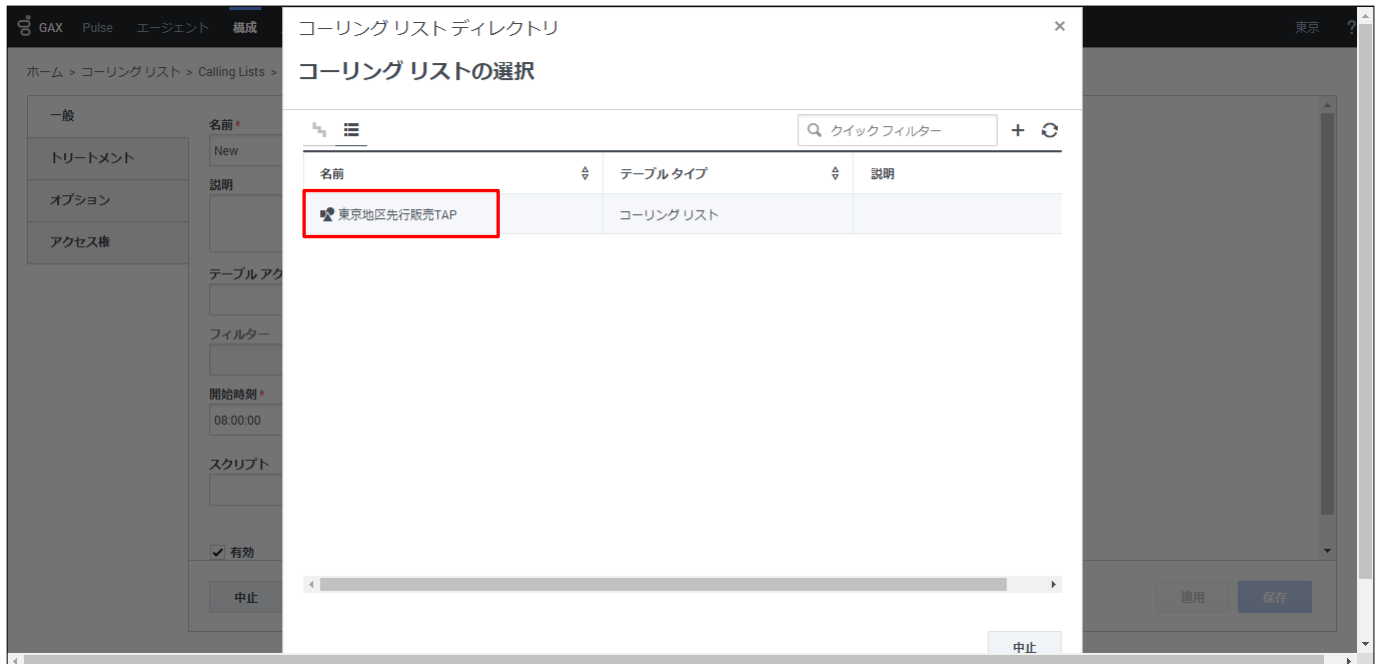 GAX Pulse エージェント 構成 東京 ?
ホーム > コーリング リスト > Calling Lists >
コーリング リスト ディレクトリ
コーリング リストの選択
一般
トリートメント
オプション
アクセス権
名前*
New
説明
テーブル アク
フィルター
開始時刻*
08:00:00
スクリプト
有効
中止
クイック フィルター
名前 テーブル タイプ 説明
東京地区先行販売TAP コーリング リスト
中止
適用 保存